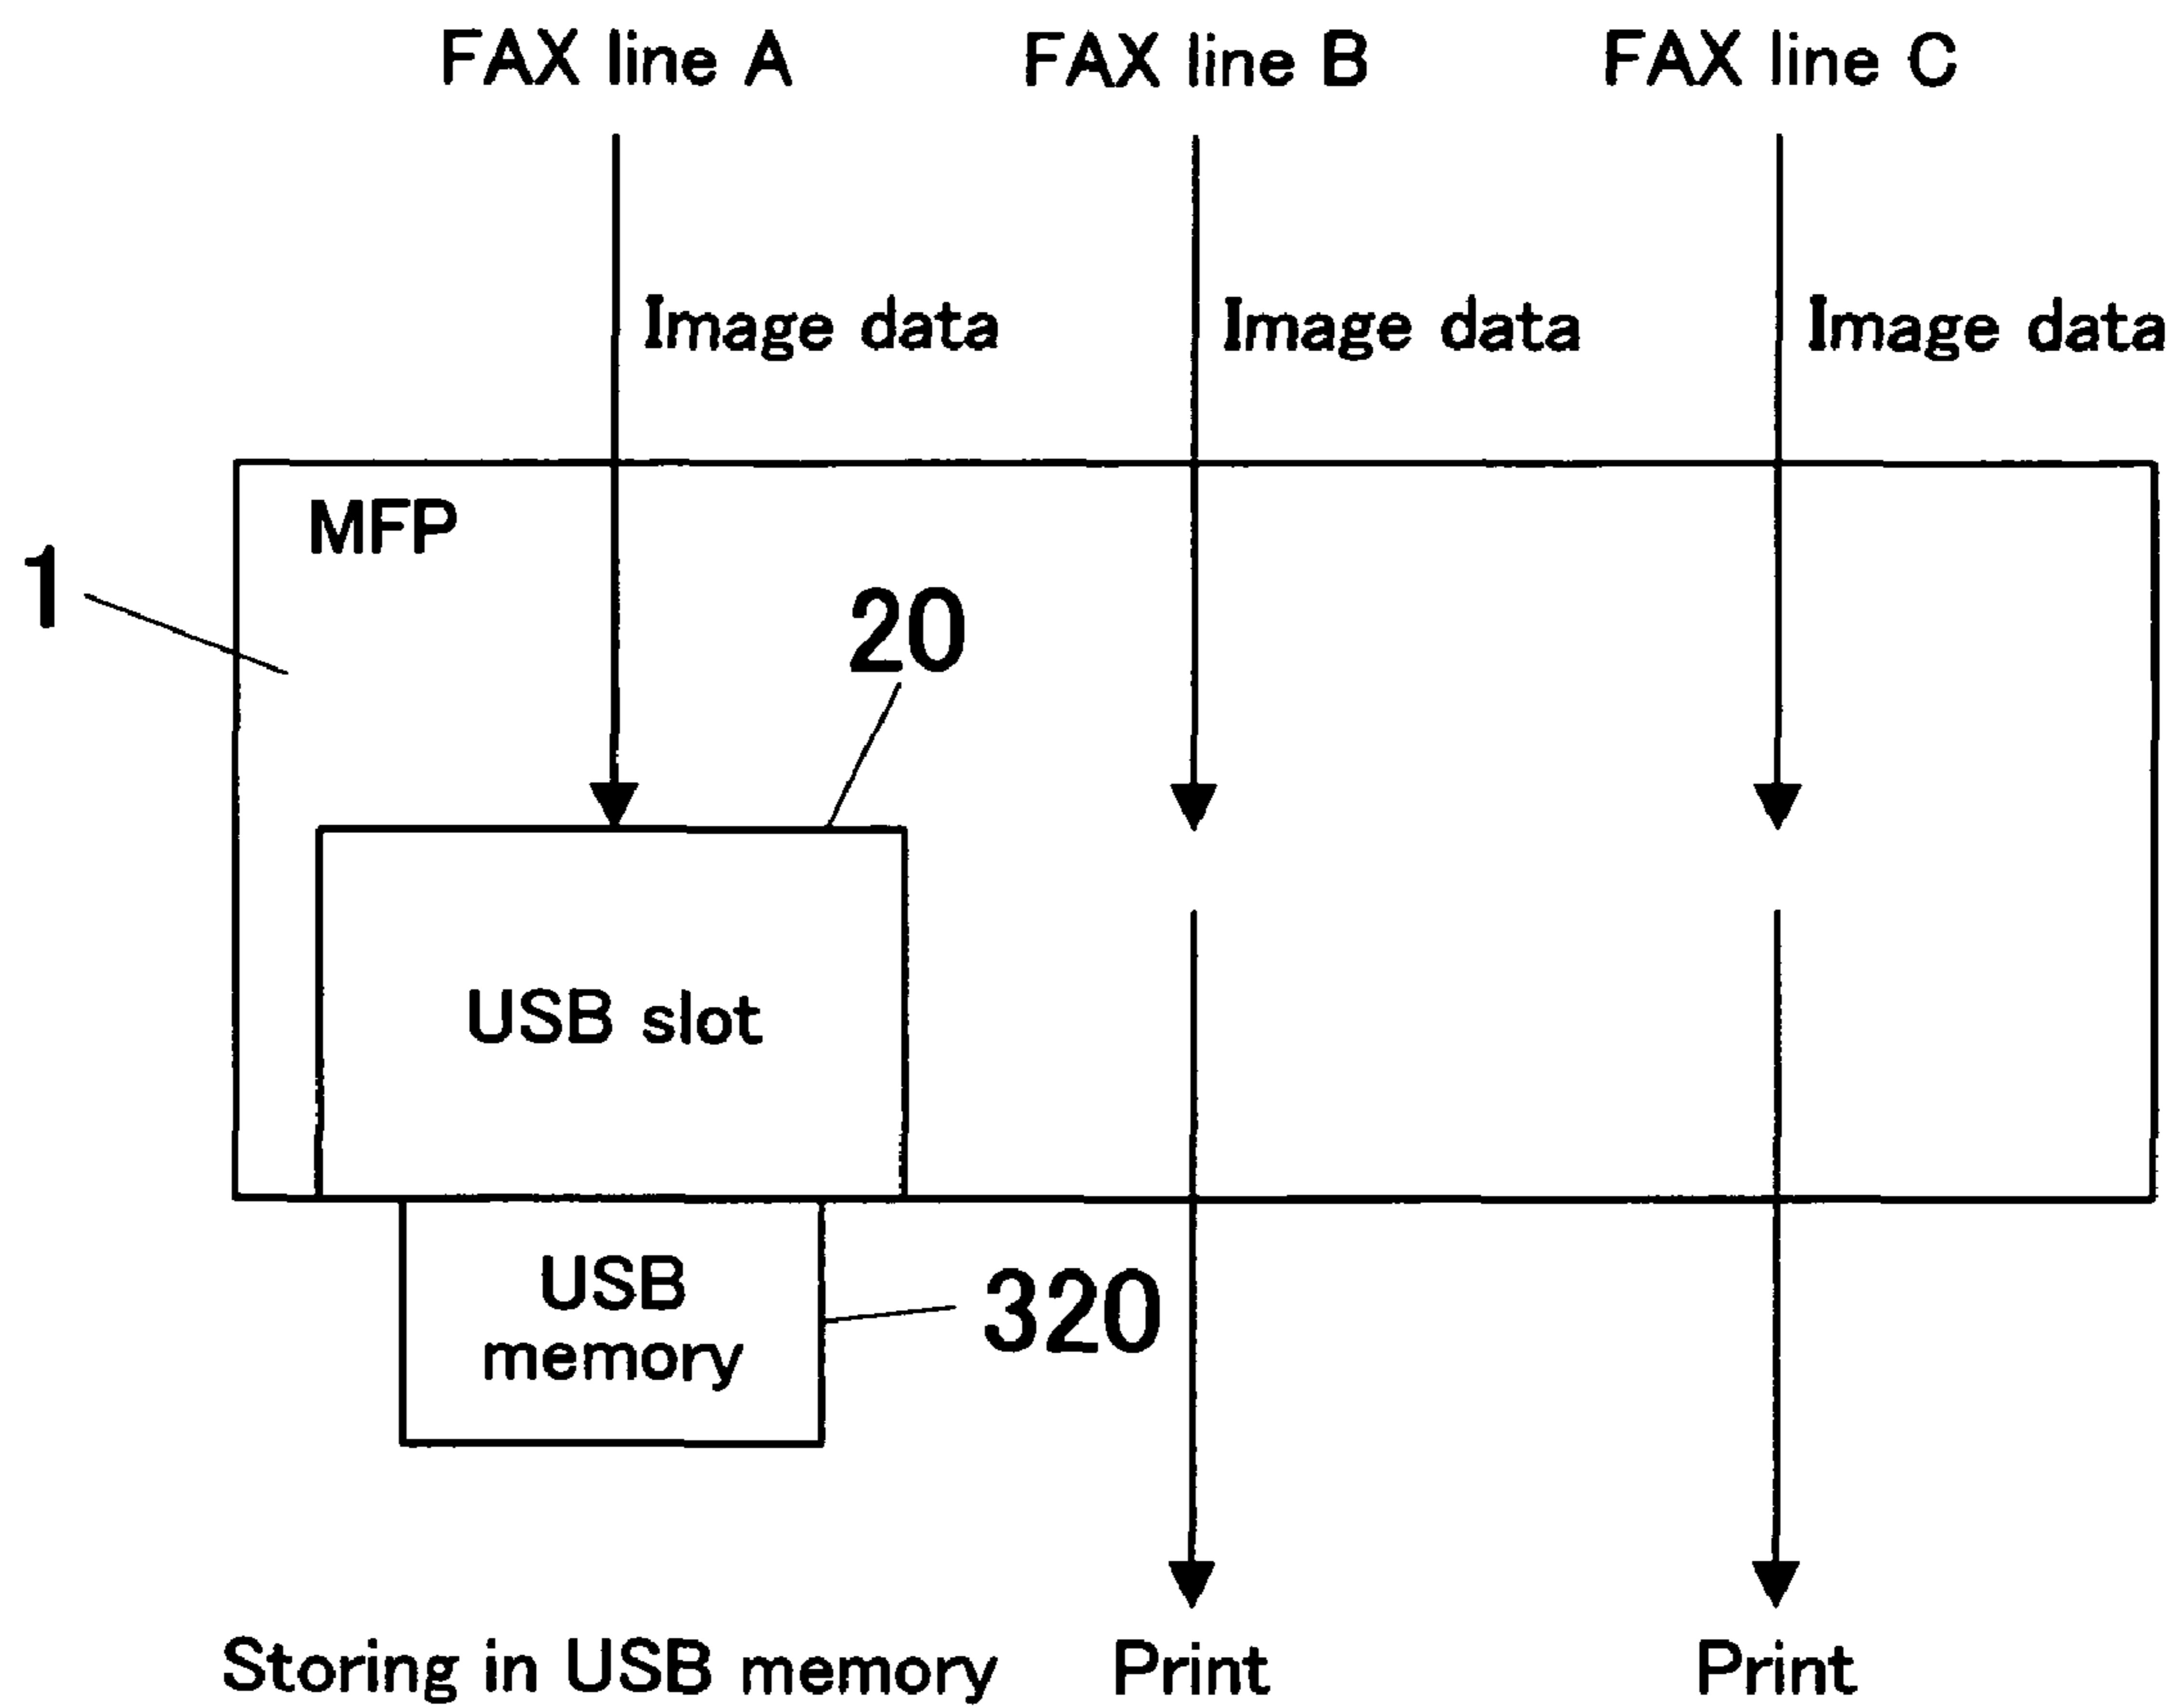 FAX line A
FAX line B
FAX line C
Image data
Image data
Image data
MFP
1
20
USB slot
USB
memory
320
Storing in USB memory
Print
Print